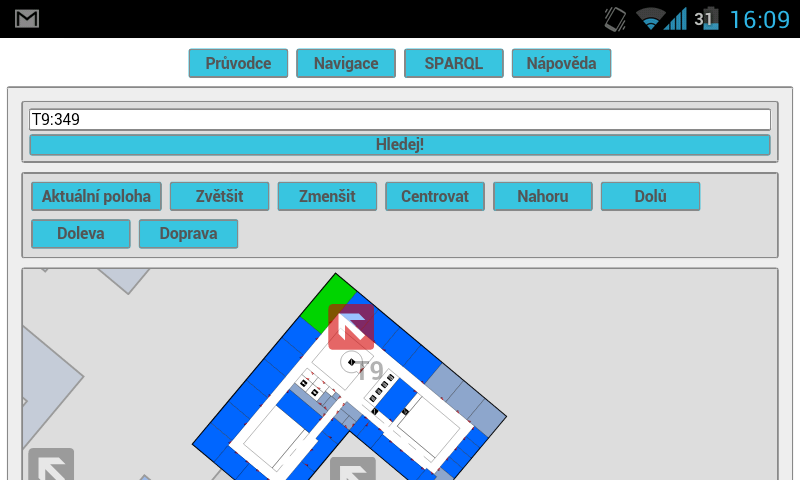 31 16:09
Průvodce Navigace SPARQL Nápověda
T9:349
Hledej!
Aktuální poloha Zvětšit Zmenšit Centrovat Nahoru Dolů
Doleva Doprava
T9